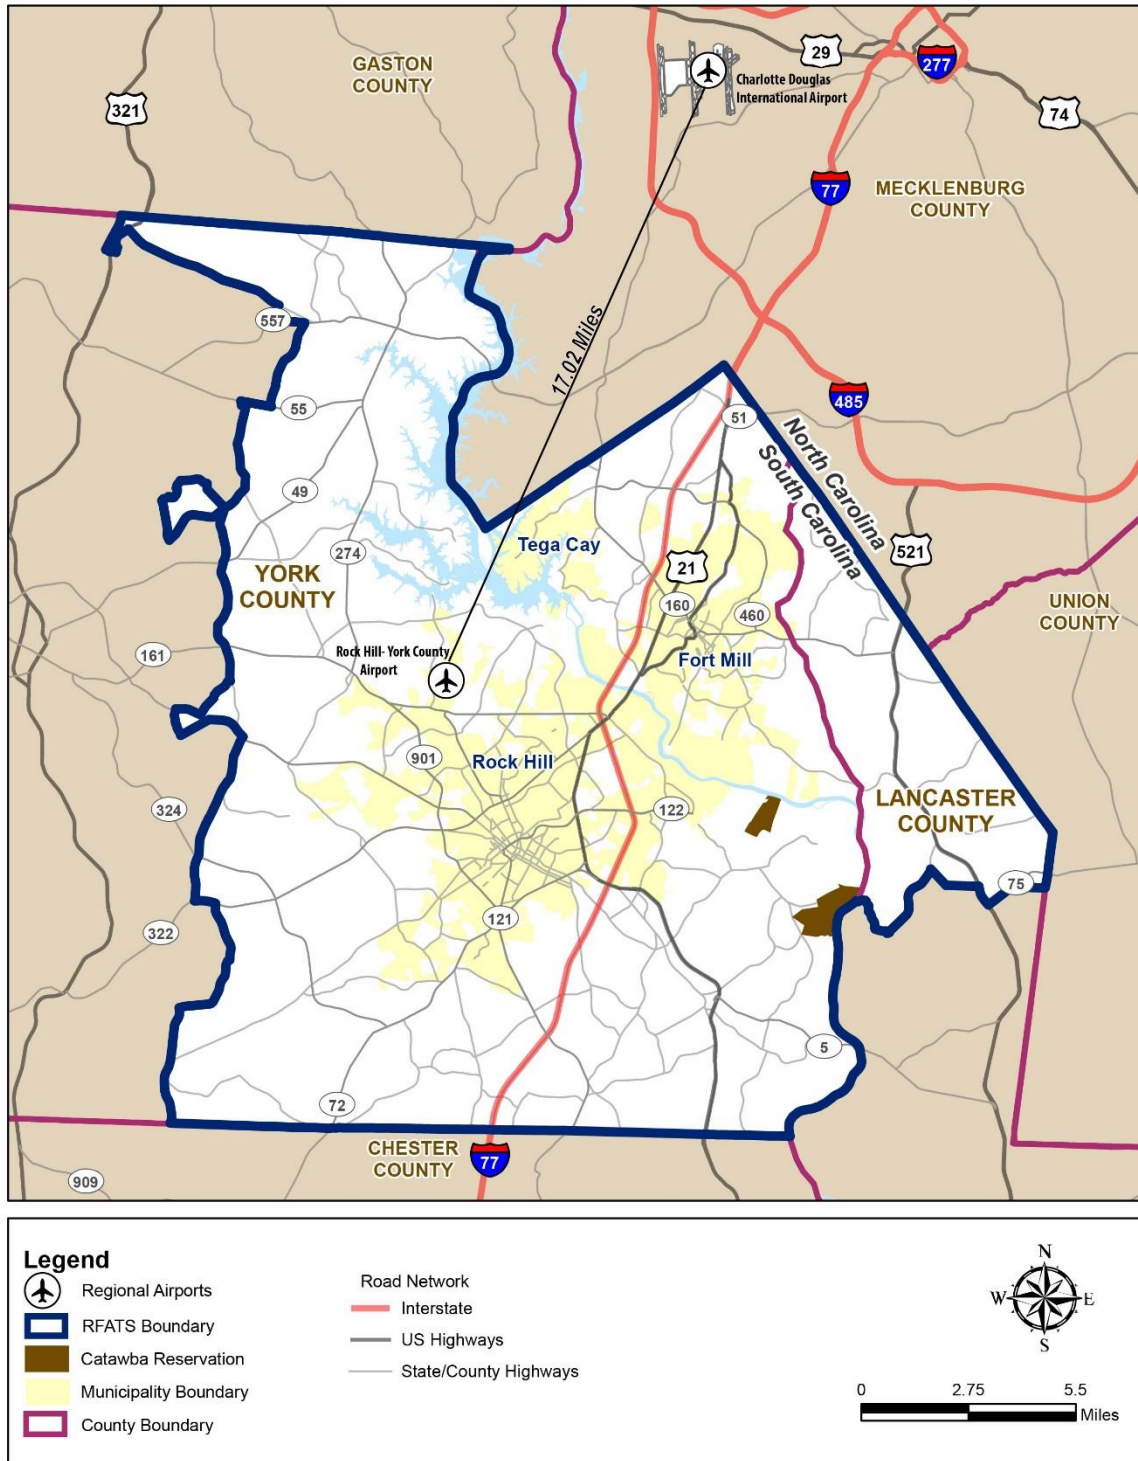 GASTON
COUNTY
321
29
277
Charlotte Douglas
International Airport
74
77
MECKLENBURG
COUNTY
17.02 Miles
557
55
49
274
51
485
North Carolina
South Carolina
Tega Cay
YORK
COUNTY
21
160
460
521
UNION
COUNTY
161
Rock Hill- York County
Airport
Fort Mill
901
Rock Hill
324
122
LANCASTER
COUNTY
75
322
121
5
72
CHESTER
COUNTY
77
909
Legend
Regional Airports
RFATS Boundary
Catawba Reservation
Municipality Boundary
County Boundary
Road Network
Interstate
US Highways
State/County Highways
N
W E
S
0 2.75 5.5
Miles